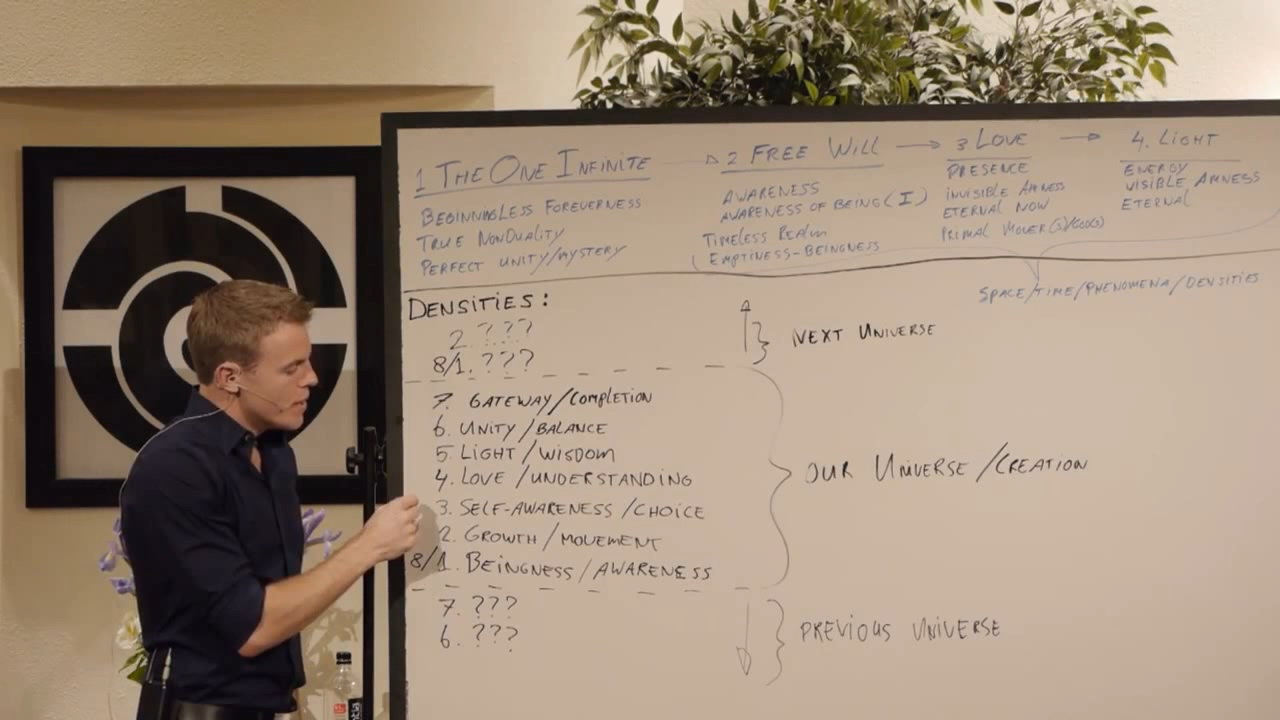 1 THE ONE INFINITE
BEGINNINGLESS FOREVERNESS
TRUE NONDUALITY
PERFECT UNITY/MYSTERY
2 FREE WILL
AWARENESS
AWARENESS OF BEING (I)
TIMELESS REALM
EMPTINESS-BEINGNESS
3 LOVE
PRESENCE
INVISIBLE AMNESS
ETERNAL NOW
PRIMAL MOVER(S)/GOD(S)
4. LIGHT
ENERGY
VISIBLE AMNESS
ETERNAL
SPACE/TIME/PHENOMENA/DENSITIES
DENSITIES:
2 ???
8/1. ???
NEXT UNIVERSE
7. GATEWAY/COMPLETION
6. UNITY/BALANCE
5. LIGHT/WISDOM
4. LOVE/UNDERSTANDING
3. SELF-AWARENESS/CHOICE
2. GROWTH/MOVEMENT
8/1. BEINGNESS/AWARENESS
OUR UNIVERSE/CREATION
7. ???
6. ???
PREVIOUS UNIVERSE